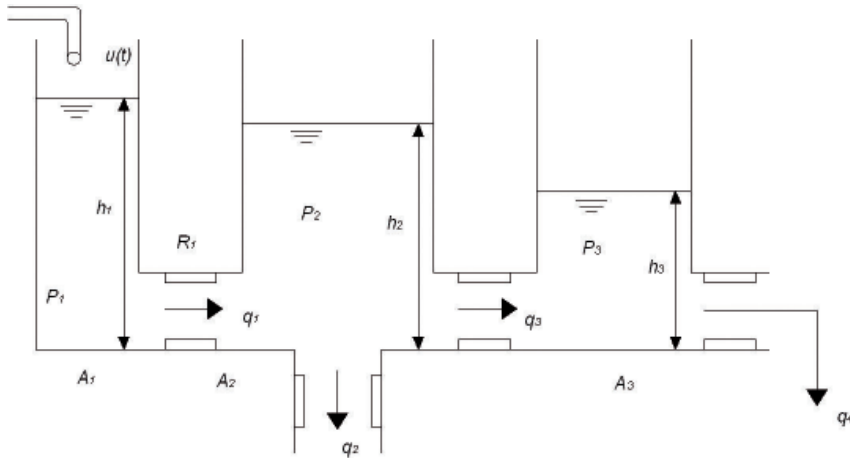 u(t)
h₁
P₂
h₂
R₁
P₃
h₃
P₁
q₁
q₃
A₁
A₂
A₃
q₂
q₄